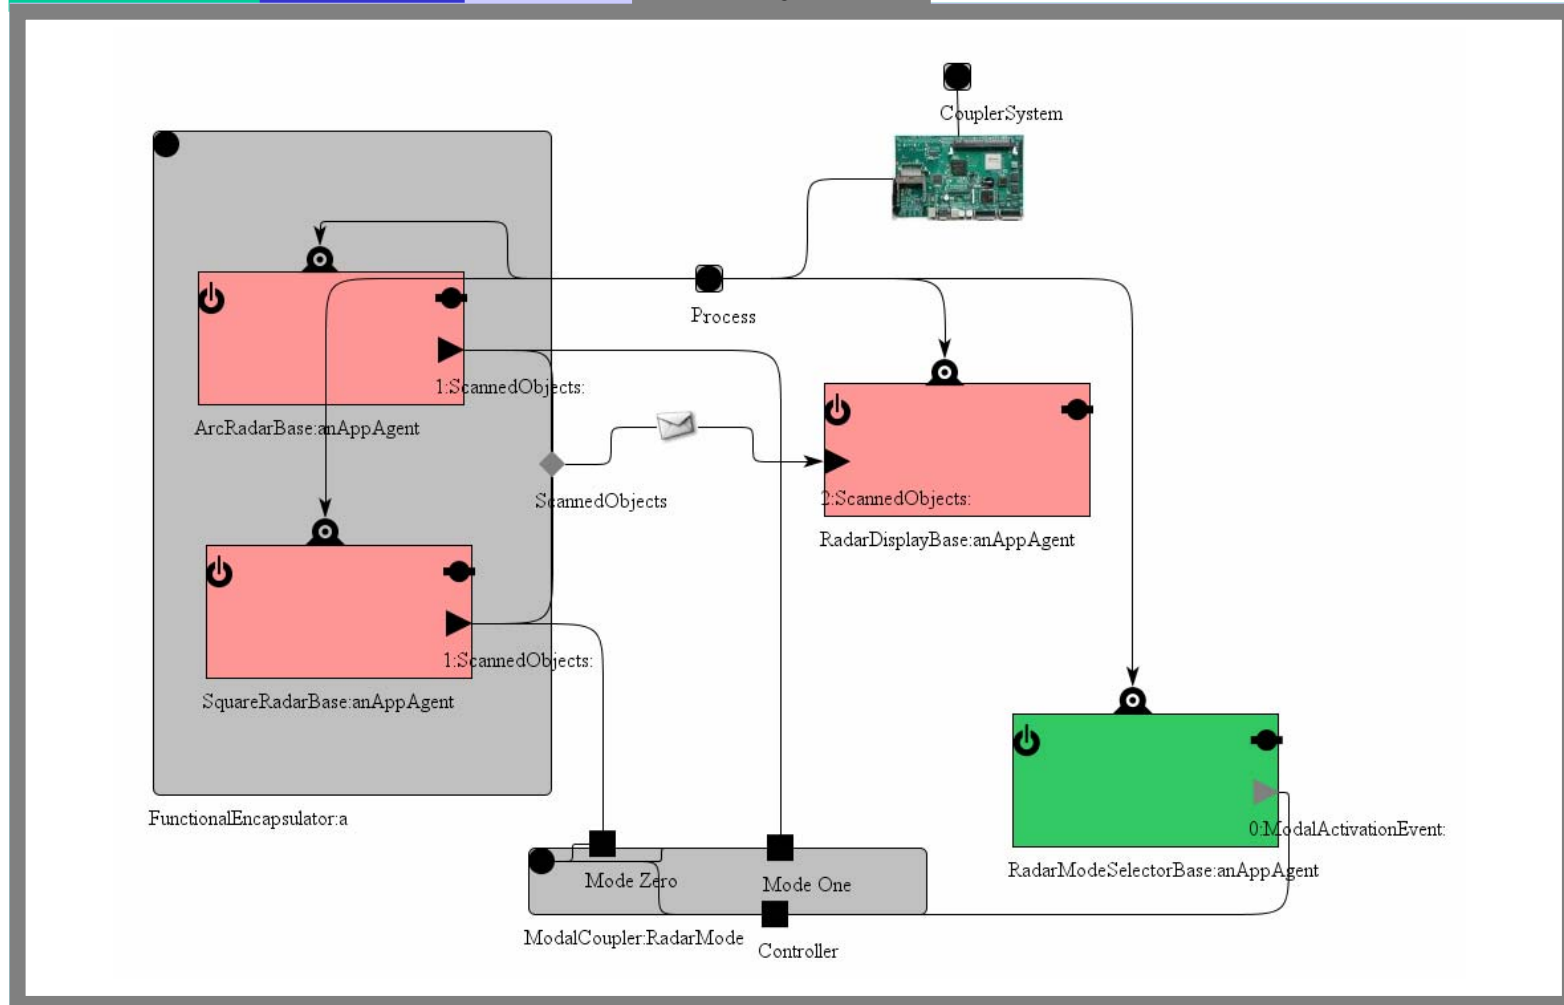 CouplerSystem
Process
1:ScannedObjects:
ArcRadarBase:anAppAgent
ScannedObjects
2:ScannedObjects:
RadarDisplayBase:anAppAgent
1:ScannedObjects:
SquareRadarBase:anAppAgent
FunctionalEncapsulator:a
0:ModalActivationEvent:
RadarModeSelectorBase:anAppAgent
Mode Zero
Mode One
ModalCoupler:RadarMode
Controller